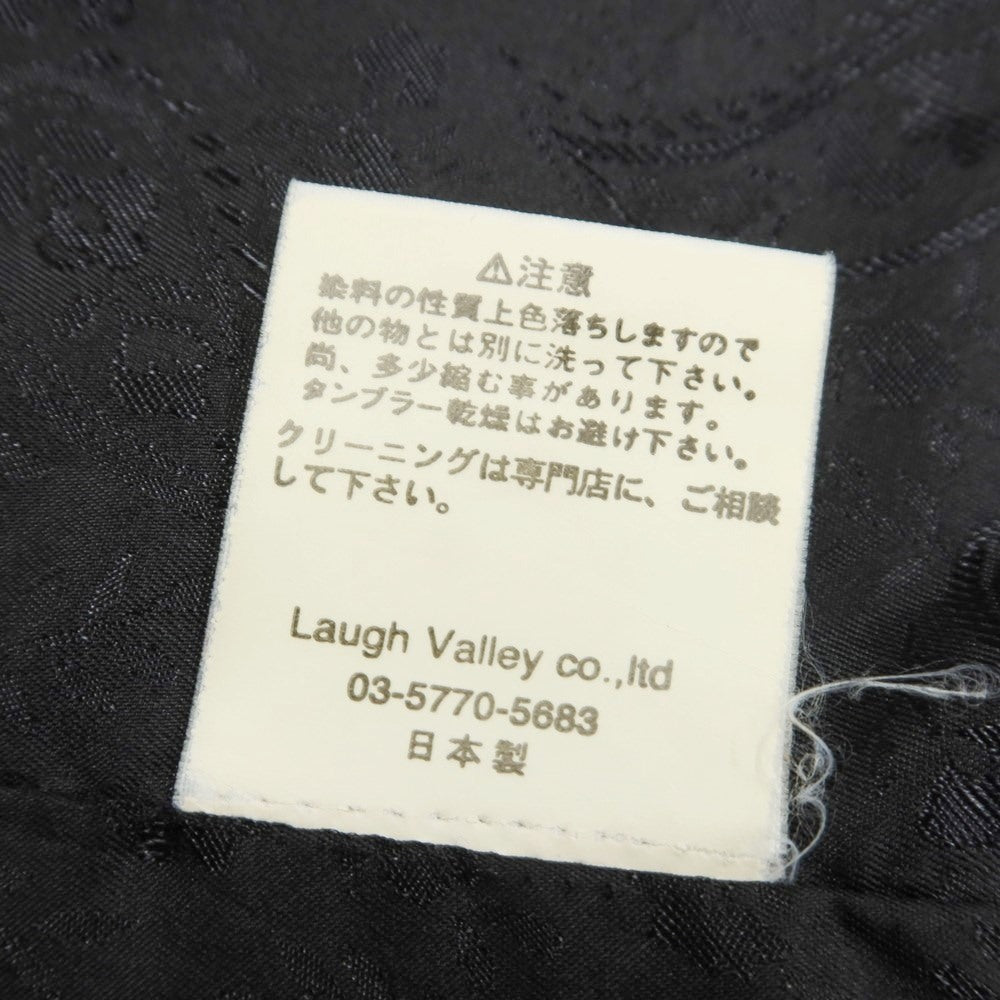 ⚠注意
染料の性質上色落ちしますので
他の物とは別に洗って下さい。
尚、多少縮む事があります。
タンブラー乾燥はお避け下さい。
クリーニングは専門店に、ご相談
して下さい。
Laugh Valley co.,ltd
03-5770-5683
日本製